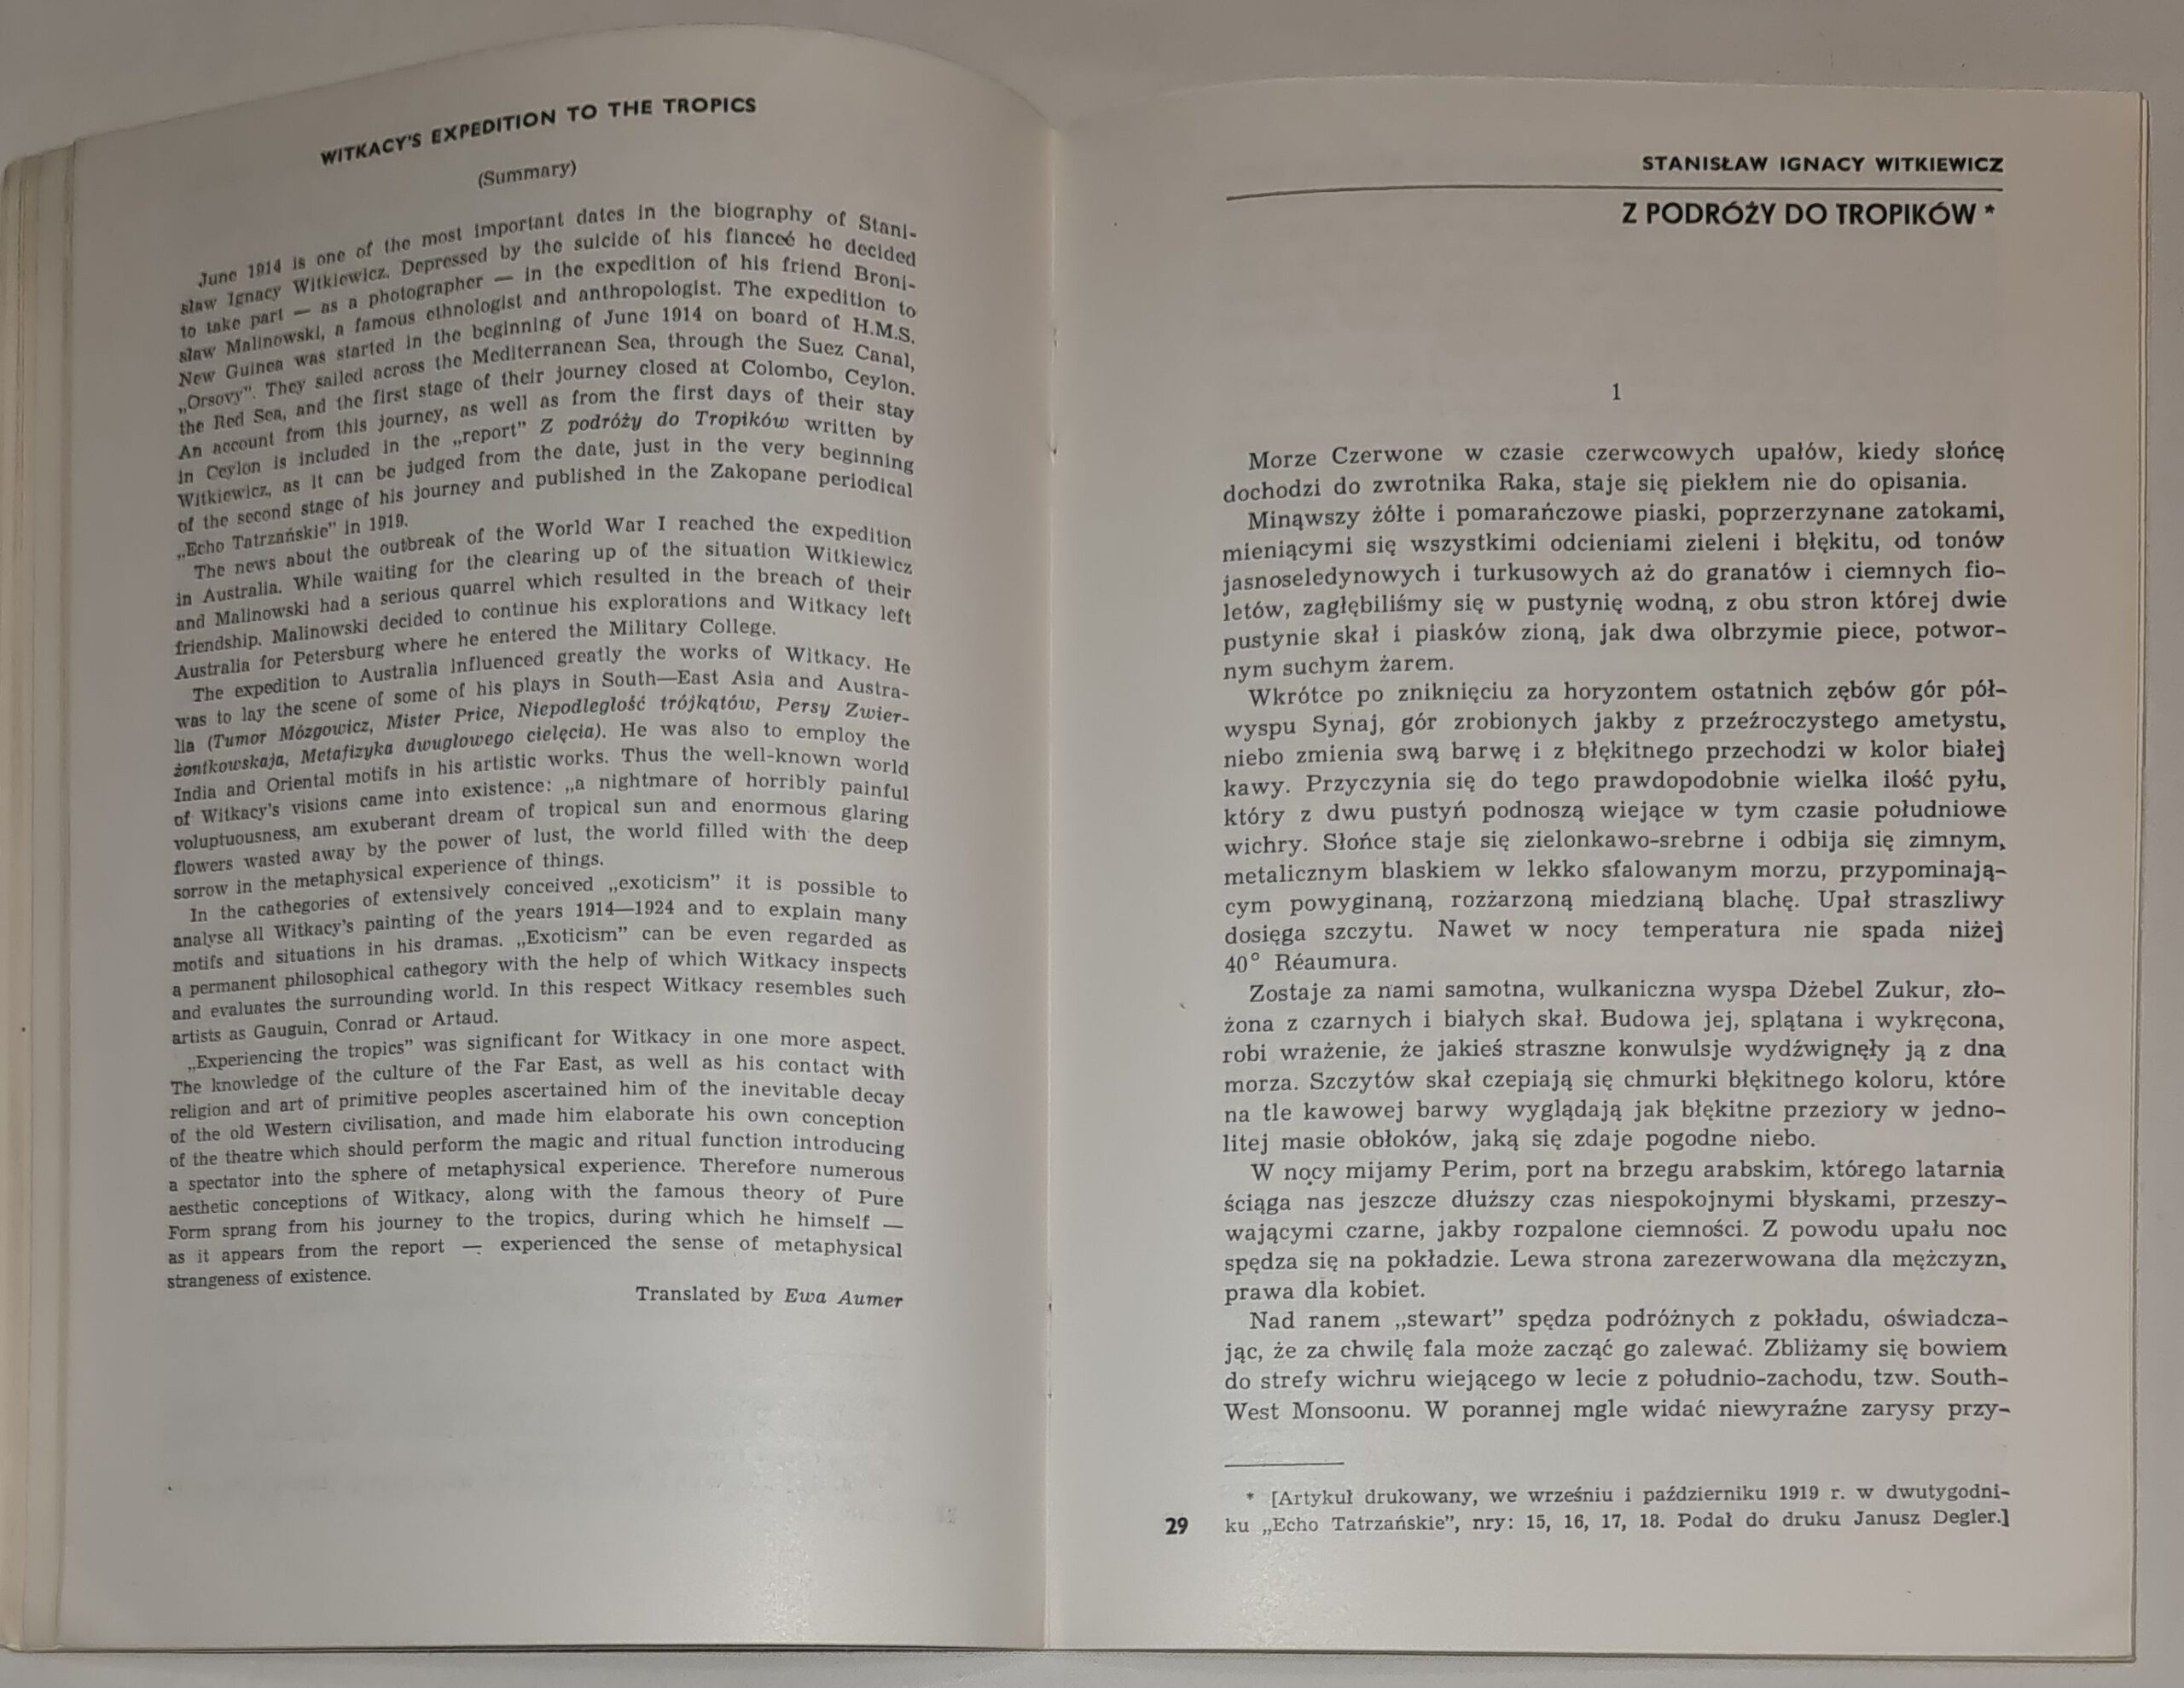 WITKACY'S EXPEDITION TO THE TROPICS
(Summary)
June 1914 is one of the most important dates in the biography of Stani-
sław Ignacy Witkiewicz. Depressed by the suicide of his fianceé he decided
to take part — as a photographer — in the expedition of his friend Broni-
sław Malinowski, a famous ethnologist and anthropologist. The expedition to
New Guinea was started in the beginning of June 1914 on board of H.M.S.
„Orsovy”. They sailed across the Mediterranean Sea, through the Suez Canal,
the Red Sea, and the first stage of their journey closed at Colombo, Ceylon.
An account from this journey, as well as from the first days of their stay
in Ceylon is included in the „report” Z podróży do Tropików written by
Witkiewicz, as it can be judged from the date, just in the very beginning
of the second stage of his journey and published in the Zakopane periodical
„Echo Tatrzańskie” in 1919.
The news about the outbreak of the World War I reached the expedition
in Australia. While waiting for the clearing up of the situation Witkiewicz
and Malinowski had a serious quarrel which resulted in the breach of their
friendship. Malinowski decided to continue his explorations and Witkacy left
Australia for Petersburg where he entered the Military College.
The expedition to Australia influenced greatly the works of Witkacy. He
was to lay the scene of some of his plays in South—East Asia and Austra-
lia (Tumor Mózgowicz, Mister Price, Niepodległość trójkątów, Persy Zwier-
żontkowskaja, Metafizyka dwugłowego cielęcia). He was also to employ the
India and Oriental motifs in his artistic works. Thus the well-known world
of Witkacy's visions came into existence: „a nightmare of horribly painful
voluptuousness, am exuberant dream of tropical sun and enormous glaring
flowers wasted away by the power of lust, the world filled with the deep
sorrow in the metaphysical experience of things.
In the cathegories of extensively conceived „exoticism” it is possible to
analyse all Witkacy's painting of the years 1914—1924 and to explain many
motifs and situations in his dramas. „Exoticism” can be even regarded as
a permanent philosophical cathegory with the help of which Witkacy inspects
and evaluates the surrounding world. In this respect Witkacy resembles such
artists as Gauguin, Conrad or Artaud.
„Experiencing the tropics” was significant for Witkacy in one more aspect.
The knowledge of the culture of the Far East, as well as his contact with
religion and art of primitive peoples ascertained him of the inevitable decay
of the old Western civilisation, and made him elaborate his own conception
of the theatre which should perform the magic and ritual function introducing
a spectator into the sphere of metaphysical experience. Therefore numerous
aesthetic conceptions of Witkacy, along with the famous theory of Pure
Form sprang from his journey to the tropics, during which he himself —
as it appears from the report — experienced the sense of metaphysical
strangeness of existence.
Translated by Ewa Aumer
STANISŁAW IGNACY WITKIEWICZ
Z PODRÓŻY DO TROPIKÓW *
1
Morze Czerwone w czasie czerwcowych upałów, kiedy słońcę
dochodzi do zwrotnika Raka, staje się piekłem nie do opisania.
Minąwszy żółte i pomarańczowe piaski, poprzerzynane zatokami,
mieniącymi się wszystkimi odcieniami zieleni i błękitu, od tonów
jasnoseledynowych i turkusowych aż do granatów i ciemnych fio-
letów, zagłębiliśmy się w pustynię wodną, z obu stron której dwie
pustynie skał i piasków zioną, jak dwa olbrzymie piece, potwor-
nym suchym żarem.
Wkrótce po zniknięciu za horyzontem ostatnich zębów gór pół-
wyspu Synaj, gór zrobionych jakby z przeźroczystego ametystu,
niebo zmienia swą barwę i z błękitnego przechodzi w kolor białej
kawy. Przyczynia się do tego prawdopodobnie wielka ilość pyłu,
który z dwu pustyń podnoszą wiejące w tym czasie południowe
wichry. Słońce staje się zielonkawo-srebrne i odbija się zimnym,
metalicznym blaskiem w lekko sfalowanym morzu, przypominają-
cym powyginaną, rozżarzoną miedzianą blachę. Upał straszliwy
dosięga szczytu. Nawet w nocy temperatura nie spada niżej
40° Réaumura.
Zostaje za nami samotna, wulkaniczna wyspa Dżebel Zukur, zło-
żona z czarnych i białych skał. Budowa jej, splątana i wykręcona,
robi wrażenie, że jakieś straszne konwulsje wydźwignęły ją z dna
morza. Szczytów skał czepiają się chmurki błękitnego koloru, które
na tle kawowej barwy wyglądają jak błękitne przeziory w jedno-
litej masie obłoków, jaką się zdaje pogodne niebo.
W nocy mijamy Perim, port na brzegu arabskim, którego latarnia
ściąga nas jeszcze dłuższy czas niespokojnymi błyskami, przeszy-
wającymi czarne, jakby rozpalone ciemności. Z powodu upału noc
spędza się na pokładzie. Lewa strona zarezerwowana dla mężczyzn,
prawa dla kobiet.
Nad ranem „stewart” spędza podróżnych z pokładu, oświadcza-
jąc, że za chwilę fala może zacząć go zalewać. Zbliżamy się bowiem
do strefy wichru wiejącego w lecie z południo-zachodu, tzw. South-
West Monsoonu. W porannej mgle widać niewyraźne zarysy przy-
* [Artykuł drukowany, we wrześniu i październiku 1919 r. w dwutygodni-
ku „Echo Tatrzańskie”, nry: 15, 16, 17, 18. Podał do druku Janusz Degler.]
29